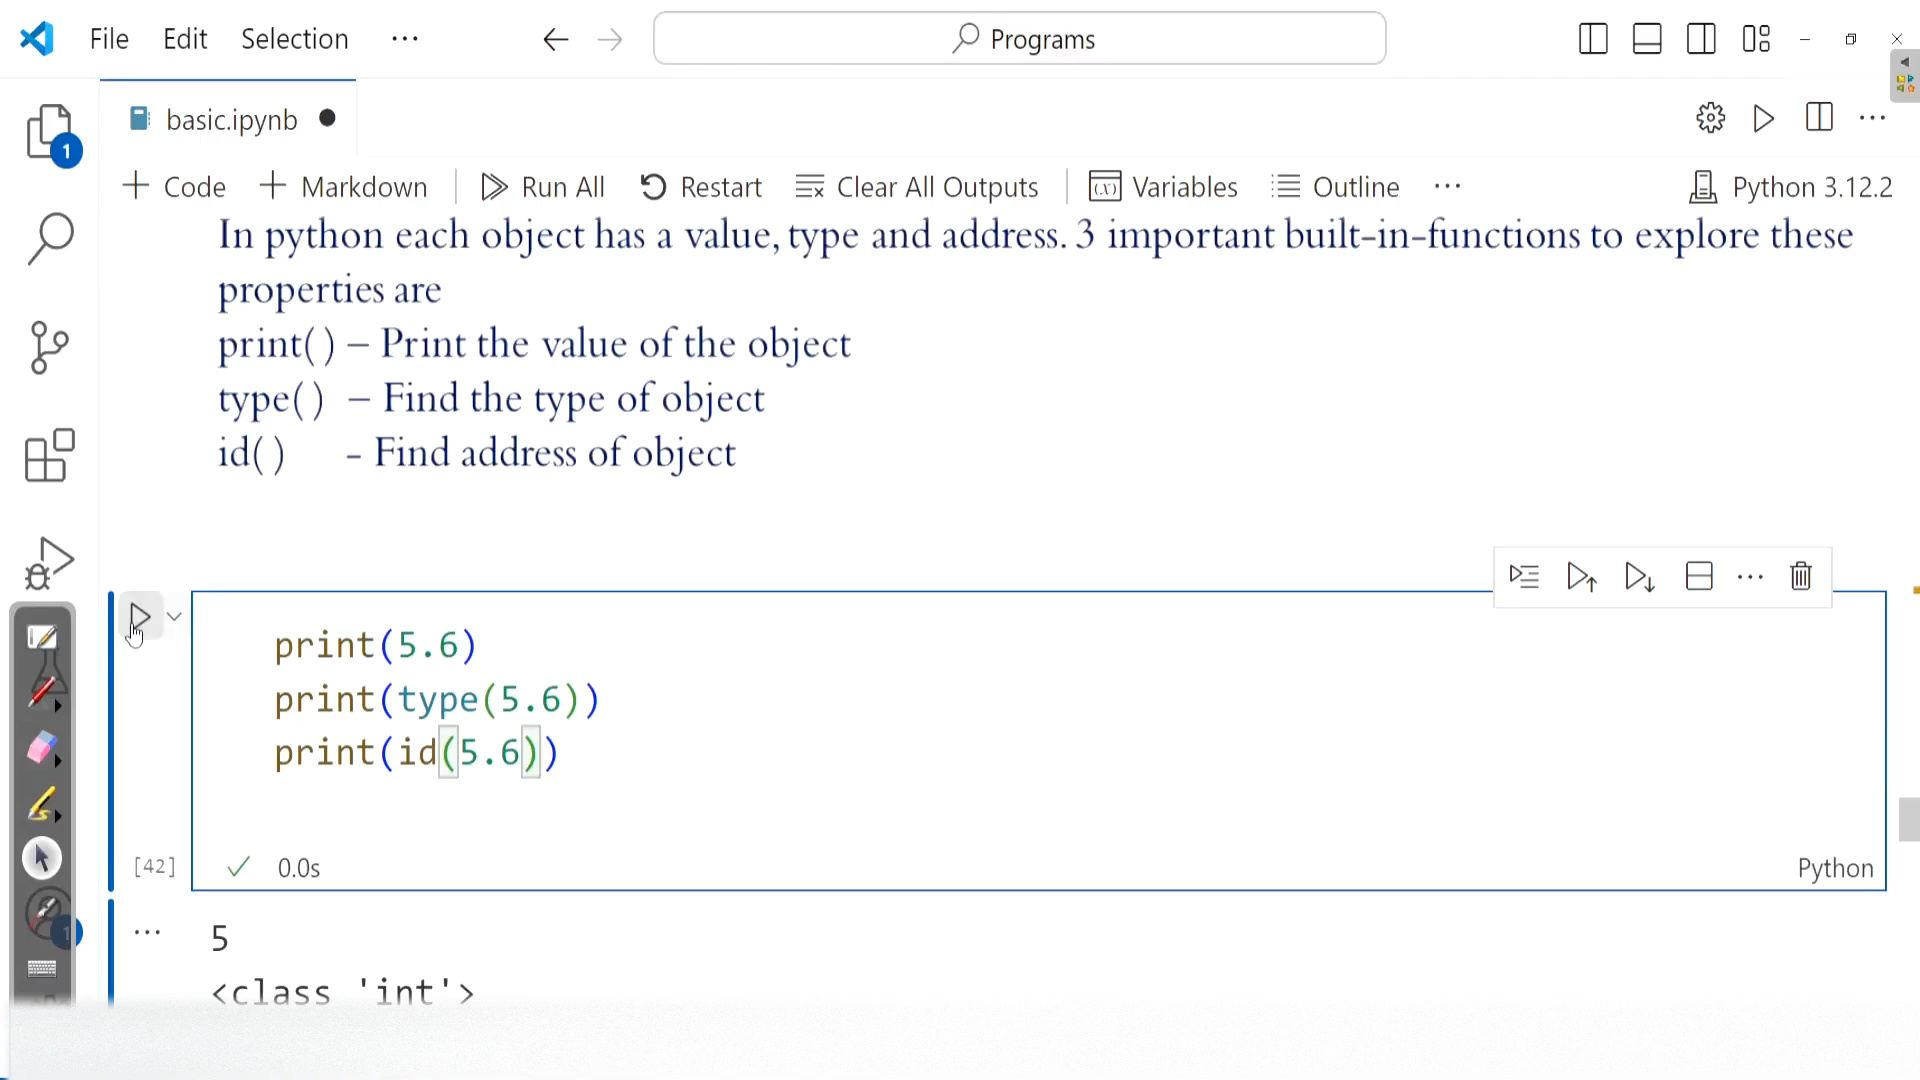 File Edit Selection ··· Programs
basic.ipynb
1
Code Markdown Run All Restart Clear All Outputs Variables Outline ··· Python 3.12.2
In python each object has a value, type and address. 3 important built-in-functions to explore these
properties are
print( ) – Print the value of the object
type( ) – Find the type of object
id( ) - Find address of object
print(5.6)
print(type(5.6))
print(id(5.6))
[42] 0.0s Python
1
5
<class 'int'>